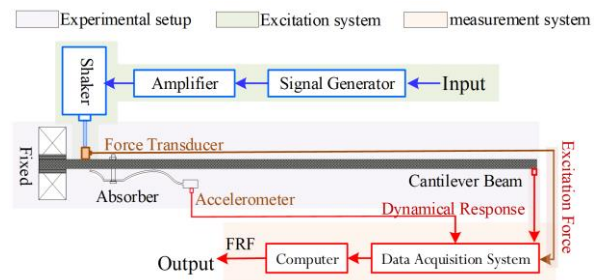 Experimental setup
Excitation system
measurement system
Shaker
Amplifier
Signal Generator
Input
Force Transducer
Fixed
Excitation Force
Cantilever Beam
Absorber
Accelerometer
Dynamical Response
FRF
Output
Computer
Data Acquisition System